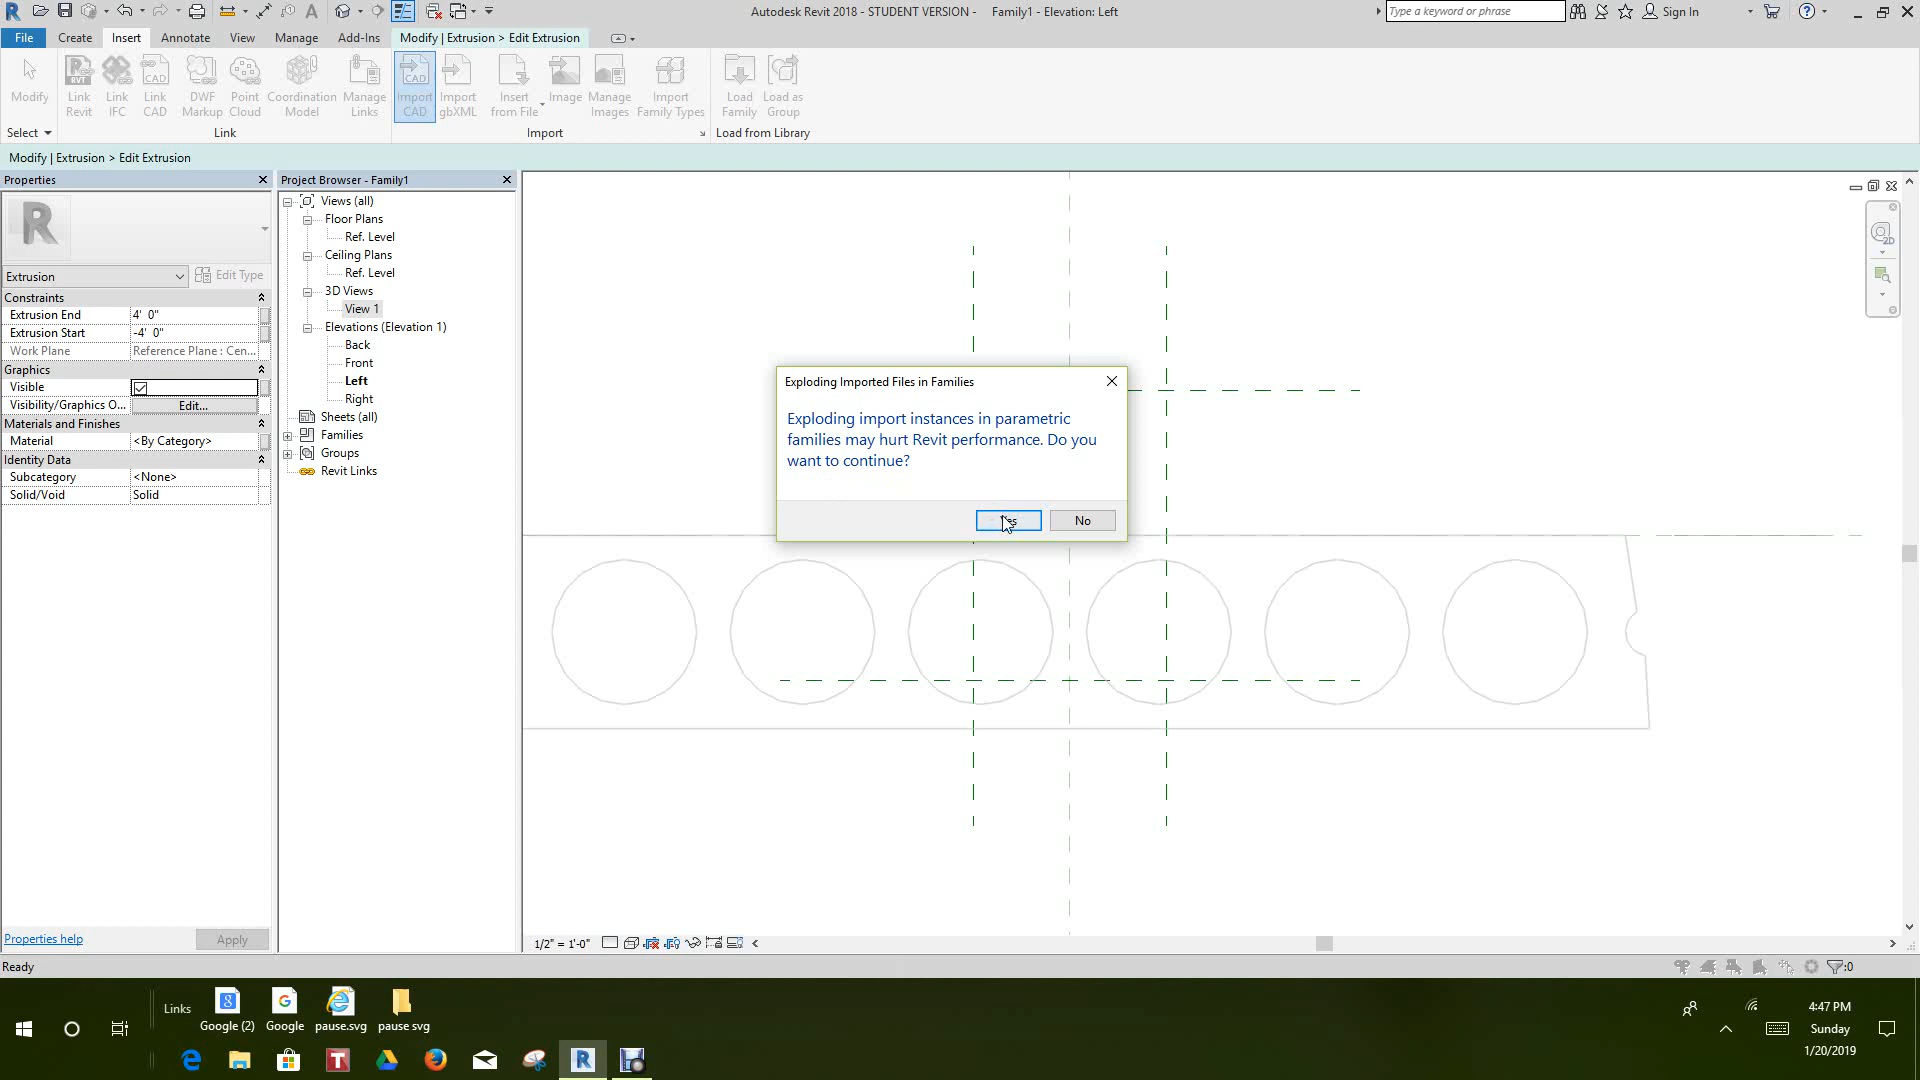 Autodesk Revit 2018 - STUDENT VERSION - Family1 - Elevation: Left
Type a keyword or phrase
Sign In
File Create Insert Annotate View Manage Add-Ins Modify | Extrusion > Edit Extrusion
Modify
Link Revit
Link IFC
Link CAD
DWF Markup
Point Cloud
Coordination Model
Manage Links
Import CAD
Import gbXML
Insert from File
Image
Manage Images
Import Family Types
Load Family
Load as Group
Select
Link
Import
Load from Library
Modify | Extrusion > Edit Extrusion
Properties
Extrusion
Edit Type
Constraints
Extrusion End 4' 0"
Extrusion Start -4' 0"
Work Plane Reference Plane : Cen...
Graphics
Visible
Visibility/Graphics O... Edit...
Materials and Finishes
Material <By Category>
Identity Data
Subcategory <None>
Solid/Void Solid
Properties help
Apply
Project Browser - Family1
Views (all)
Floor Plans
Ref. Level
Ceiling Plans
Ref. Level
3D Views
View 1
Elevations (Elevation 1)
Back
Front
Left
Right
Sheets (all)
Families
Groups
Revit Links
2D
Exploding Imported Files in Families
Exploding import instances in parametric
families may hurt Revit performance. Do you
want to continue?
No
1/2" = 1'-0"
Ready
:0
Links
Google (2)
Google
pause.svg
pause svg
4:47 PM
Sunday
1/20/2019